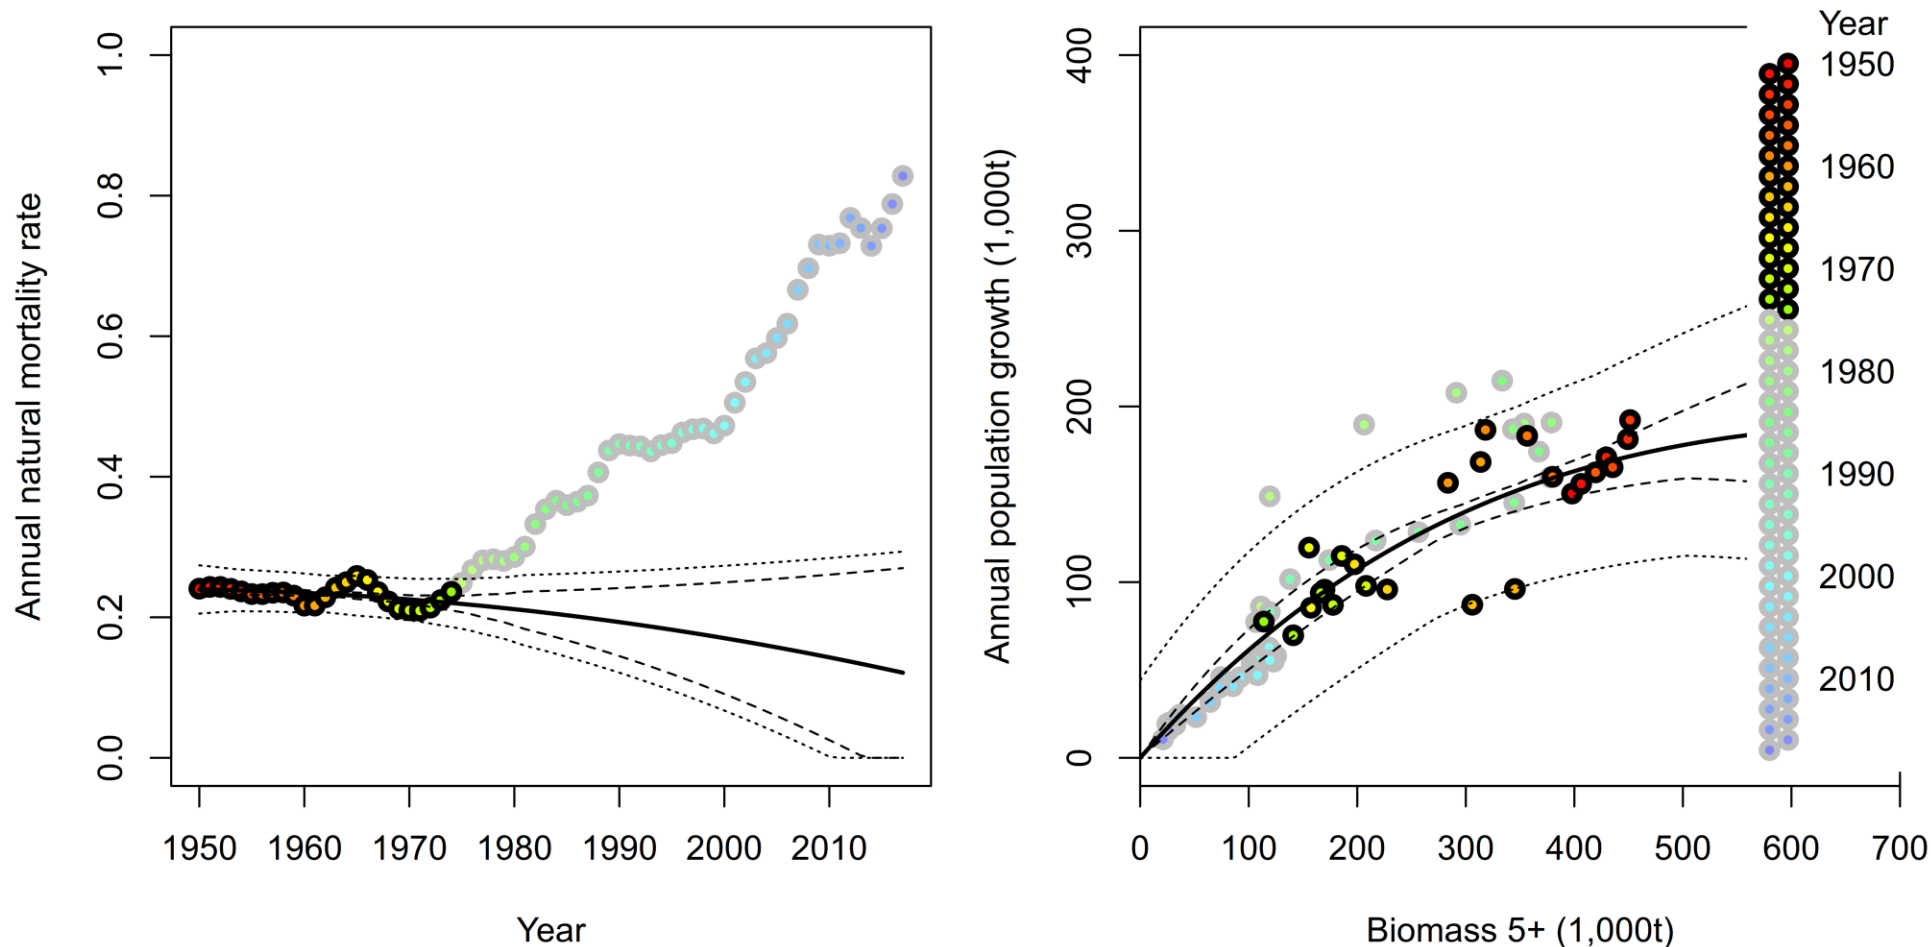 Annual natural mortality rate
1.0
0.8
0.6
0.4
0.2
0.0
1950 1960 1970 1980 1990 2000 2010
Year
Annual population growth (1,000t)
400
300
200
100
0
0 100 200 300 400 500 600 700
Biomass 5+ (1,000t)
Year
1950
1960
1970
1980
1990
2000
2010